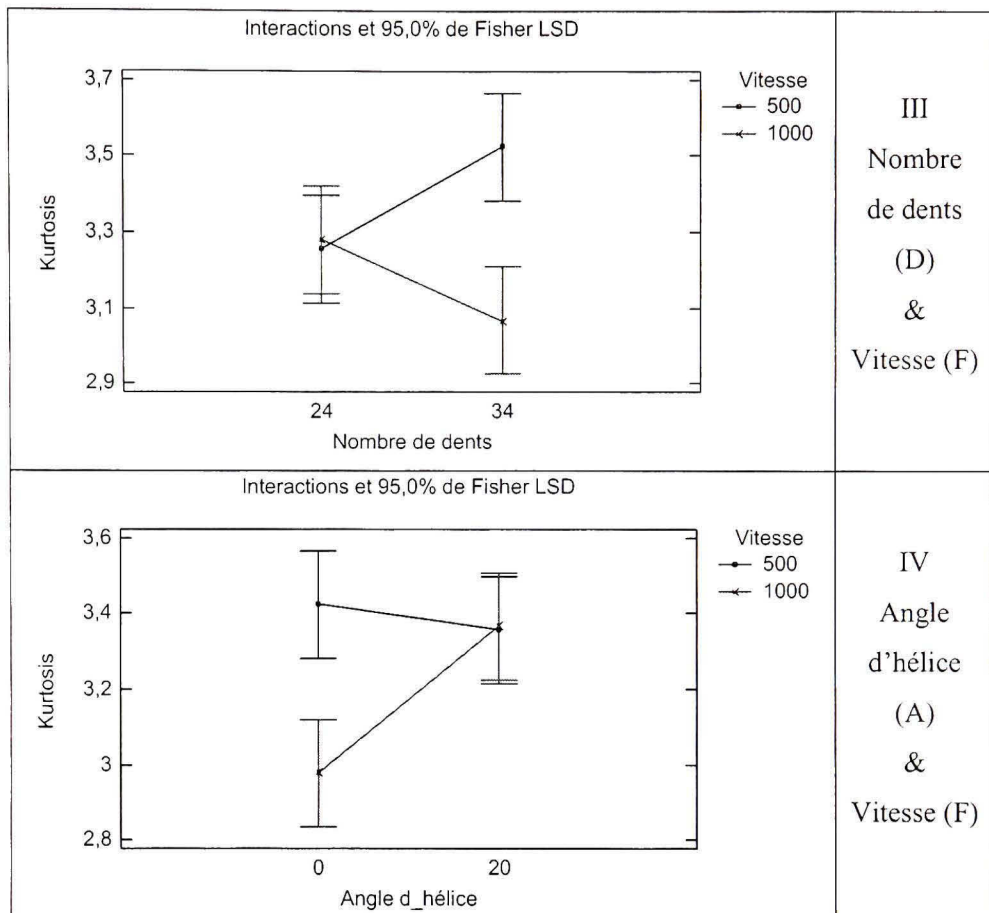 Interactions et 95,0% de Fisher LSD
3,7
3,5
3,3
3,1
2,9
Kurtosis
24
34
Nombre de dents
Vitesse
500
1000
III
Nombre
de dents
(D)
&
Vitesse (F)
Interactions et 95,0% de Fisher LSD
3,6
3,4
3,2
3
2,8
Kurtosis
0
20
Angle d_hélice
Vitesse
500
1000
IV
Angle
d'hélice
(A)
&
Vitesse (F)